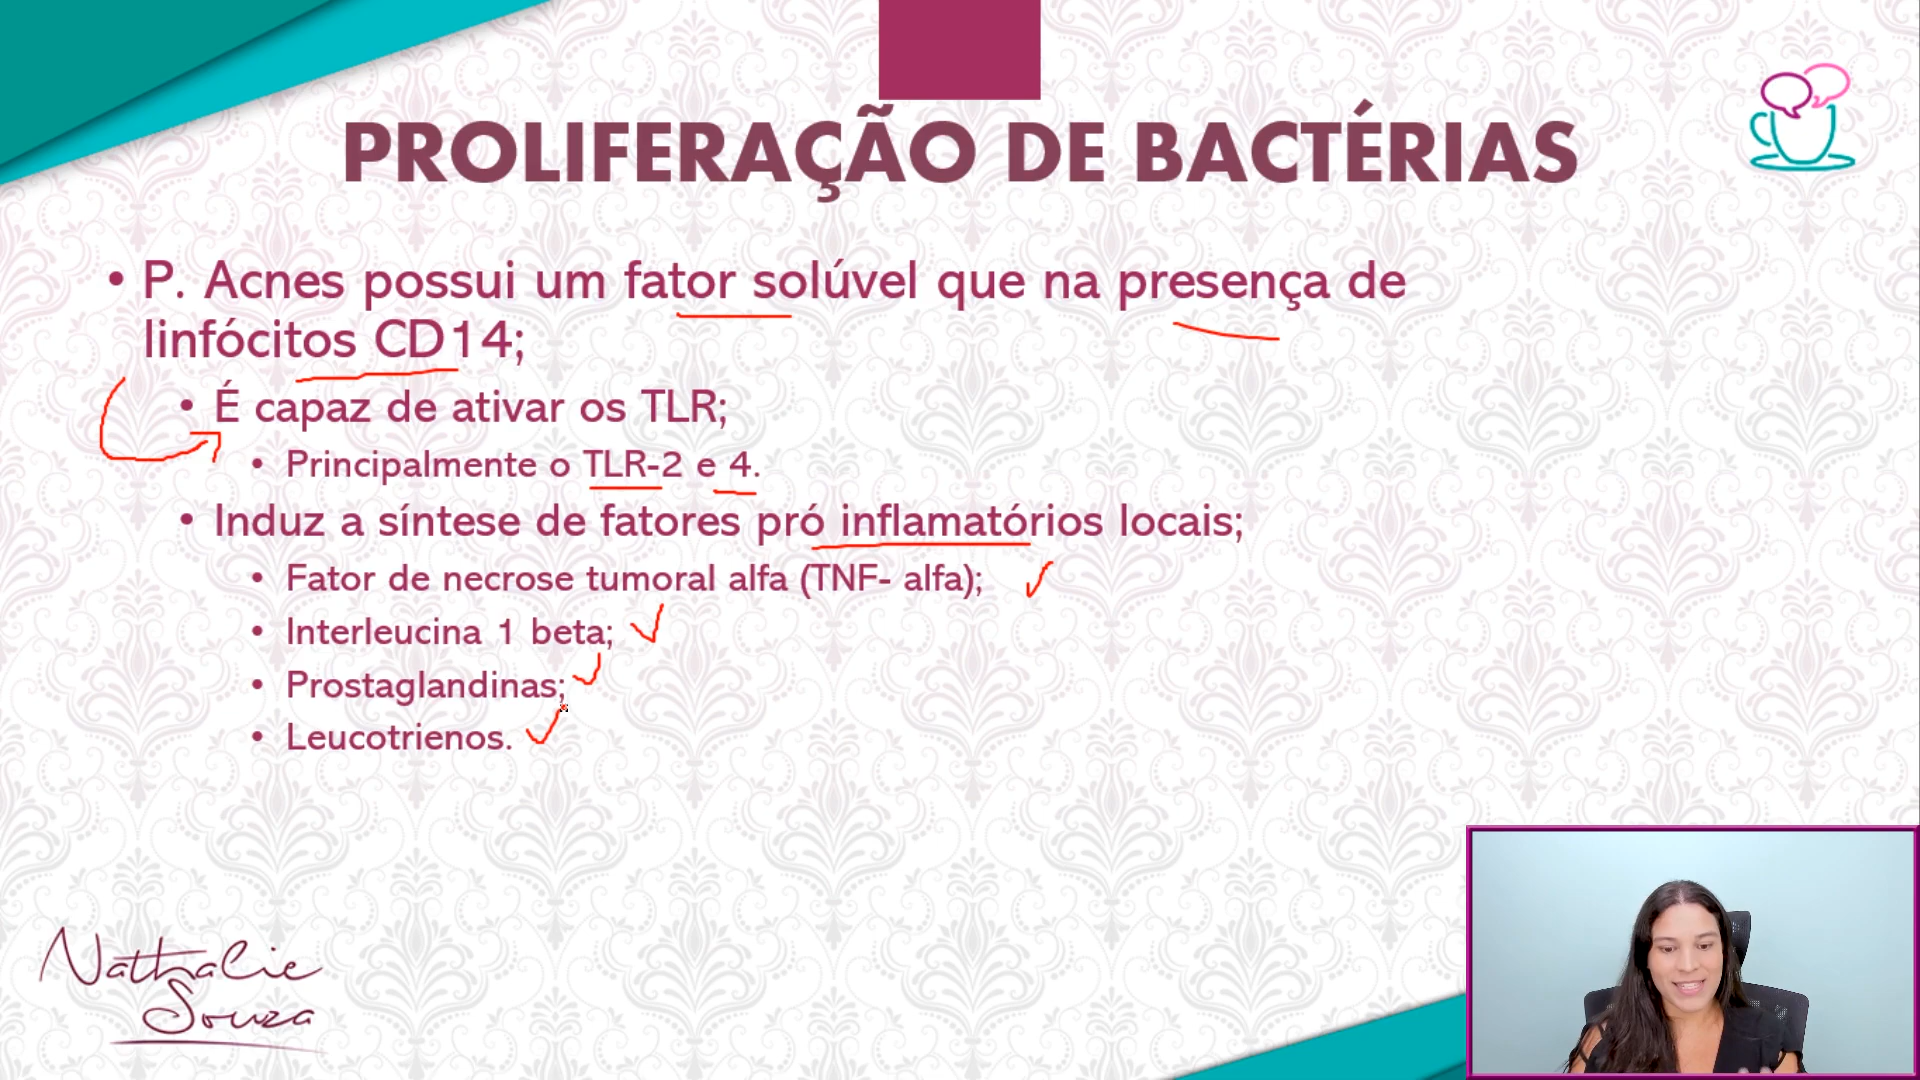 PROLIFERAÇÃO DE BACTÉRIAS
• P. Acnes possui um fator solúvel que na presença de
linfócitos CD14;
• É capaz de ativar os TLR;
• Principalmente o TLR-2 e 4.
• Induz a síntese de fatores pró inflamatórios locais;
• Fator de necrose tumoral alfa (TNF- alfa);
• Interleucina 1 beta;
• Prostaglandinas;
• Leucotrienos.
Nathalie
Souza